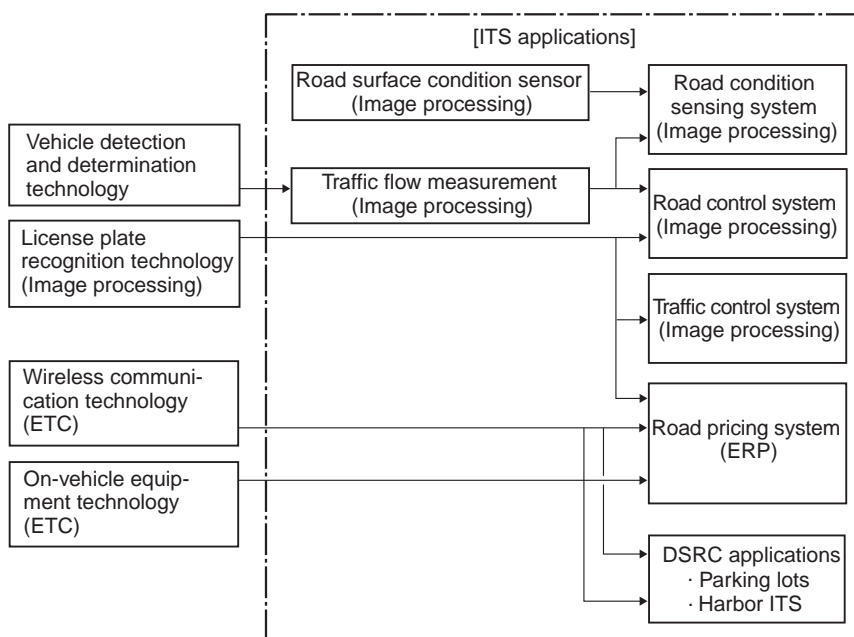 [ITS applications]
Road surface condition sensor
(Image processing)
Road condition
sensing system
(Image processing)
Vehicle detection
and determination
technology
Traffic flow measurement
(Image processing)
Road control system
(Image processing)
License plate
recognition technology
(Image processing)
Traffic control system
(Image processing)
Wireless communi-
cation technology
(ETC)
Road pricing system
(ERP)
On-vehicle equip-
ment technology
(ETC)
DSRC applications
· Parking lots
· Harbor ITS